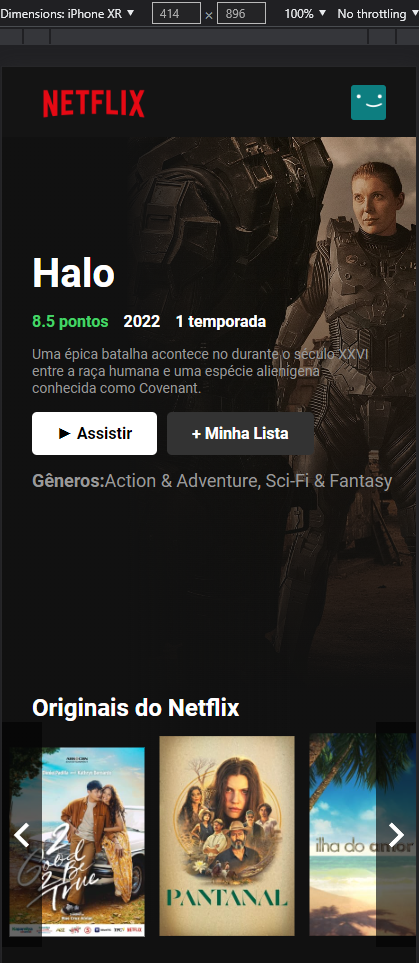 Dimensions: iPhone XR ▼ 414 × 896 100% ▼ No throttling ▼
NETFLIX
Halo
8.5 pontos 2022 1 temporada
Uma épica batalha acontece no durante o século XXVI
entre a raça humana e uma espécie alienígena
conhecida como Covenant.
► Assistir + Minha Lista
Gêneros:Action & Adventure, Sci-Fi & Fantasy
Originais do Netflix
ABS-CBN
2
Good
2 Be
True
PANTANAL
ilha do amor
NETFLIX